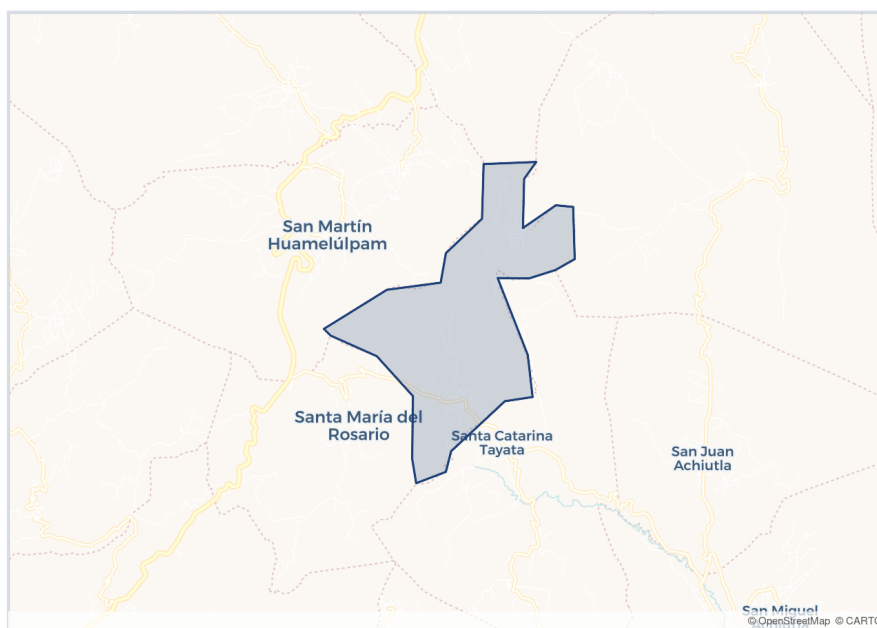 San Martín
Huamelúlpam
Santa María del
Rosario
Santa Catarina
Tayata
San Juan
Achiutla
San Miguel
© OpenStreetMap © CARTO